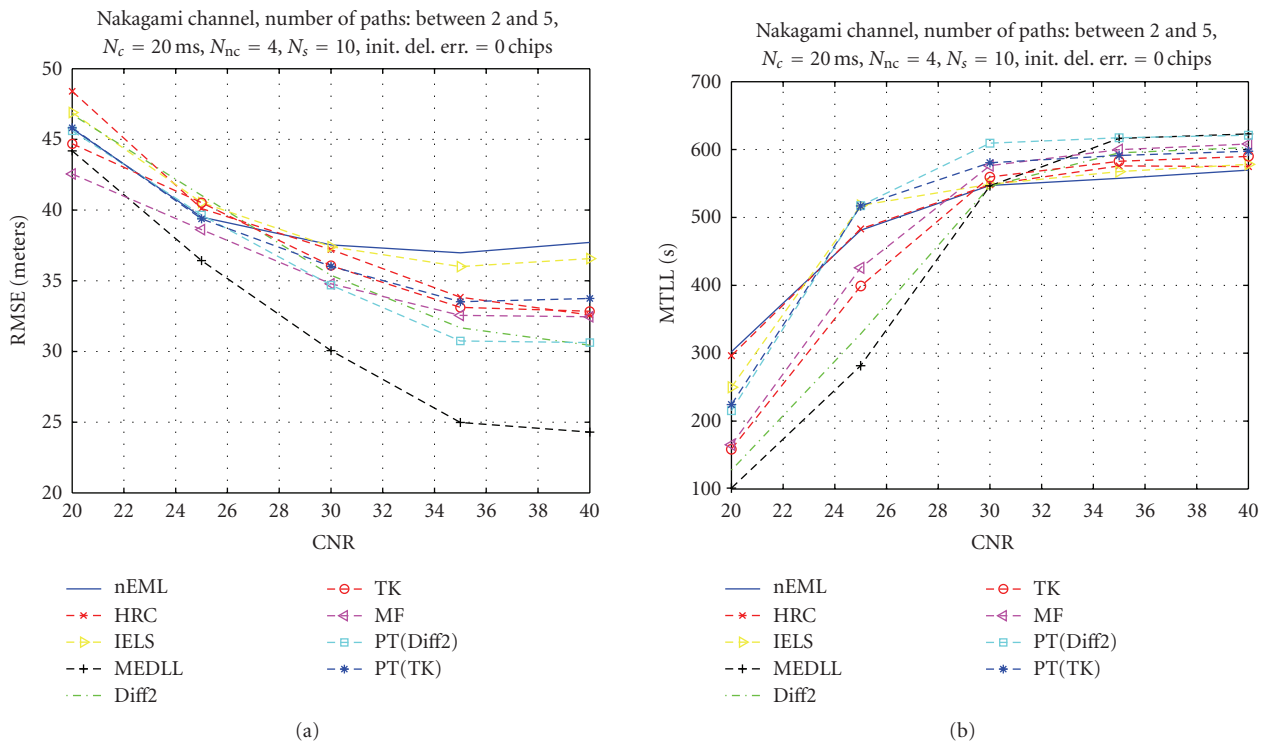 Nakagami channel, number of paths: between 2 and 5,
N_c = 20 ms, N_nc = 4, N_s = 10, init. del. err. = 0 chips
50
45
40
35
30
25
20
RMSE (meters)
20 22 24 26 28 30 32 34 36 38 40
CNR
nEML
HRC
IELS
MEDLL
Diff2
TK
MF
PT(Diff2)
PT(TK)
(a)
Nakagami channel, number of paths: between 2 and 5,
N_c = 20 ms, N_nc = 4, N_s = 10, init. del. err. = 0 chips
700
600
500
400
300
200
100
MTLL (s)
20 22 24 26 28 30 32 34 36 38 40
CNR
nEML
HRC
IELS
MEDLL
Diff2
TK
MF
PT(Diff2)
PT(TK)
(b)